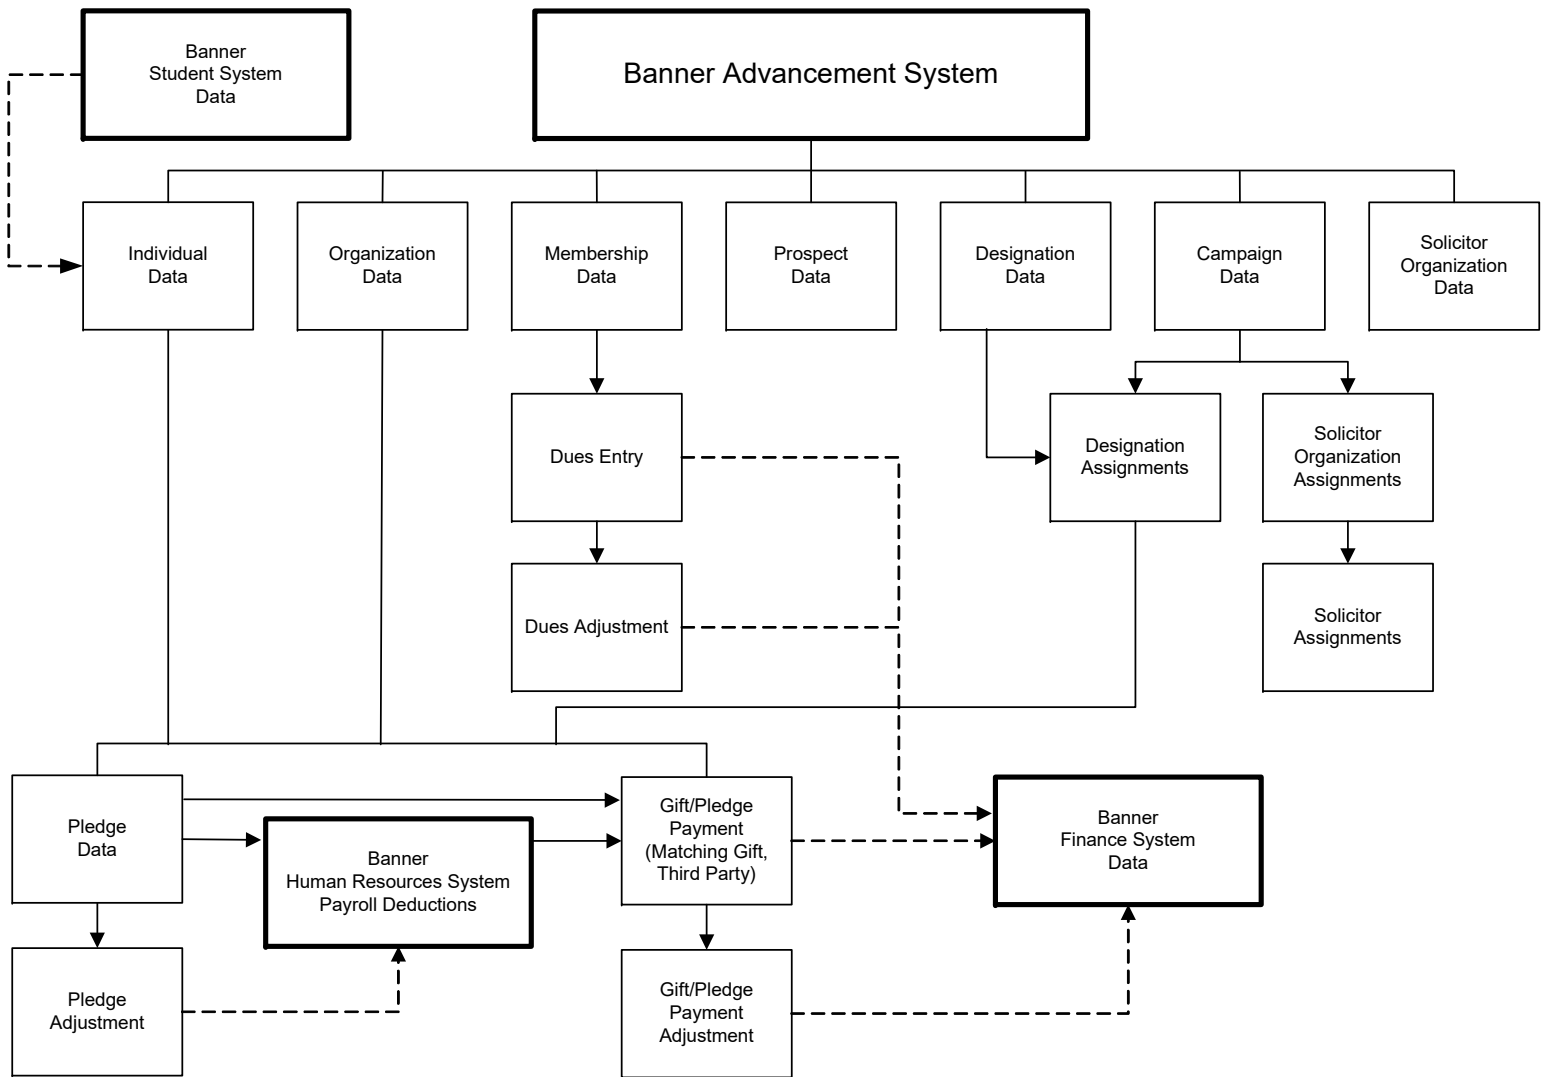 Banner
Student System
Data
Banner Advancement System
Individual
Data
Organization
Data
Membership
Data
Prospect
Data
Designation
Data
Campaign
Data
Solicitor
Organization
Data
Dues Entry
Designation
Assignments
Solicitor
Organization
Assignments
Dues Adjustment
Solicitor
Assignments
Pledge
Data
Banner
Human Resources System
Payroll Deductions
Gift/Pledge
Payment
(Matching Gift,
Third Party)
Banner
Finance System
Data
Pledge
Adjustment
Gift/Pledge
Payment
Adjustment